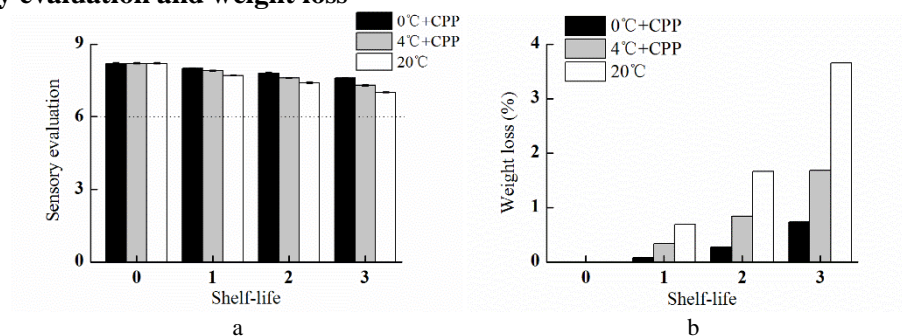 y evaluation and weight loss
0℃+CPP
4℃+CPP
20℃
9
6
3
0
Sensory evaluation
0 1 2 3
Shelf-life
a
0℃+CPP
4℃+CPP
20℃
4
3
2
1
0
Weight loss (%)
0 1 2 3
Shelf-life
b